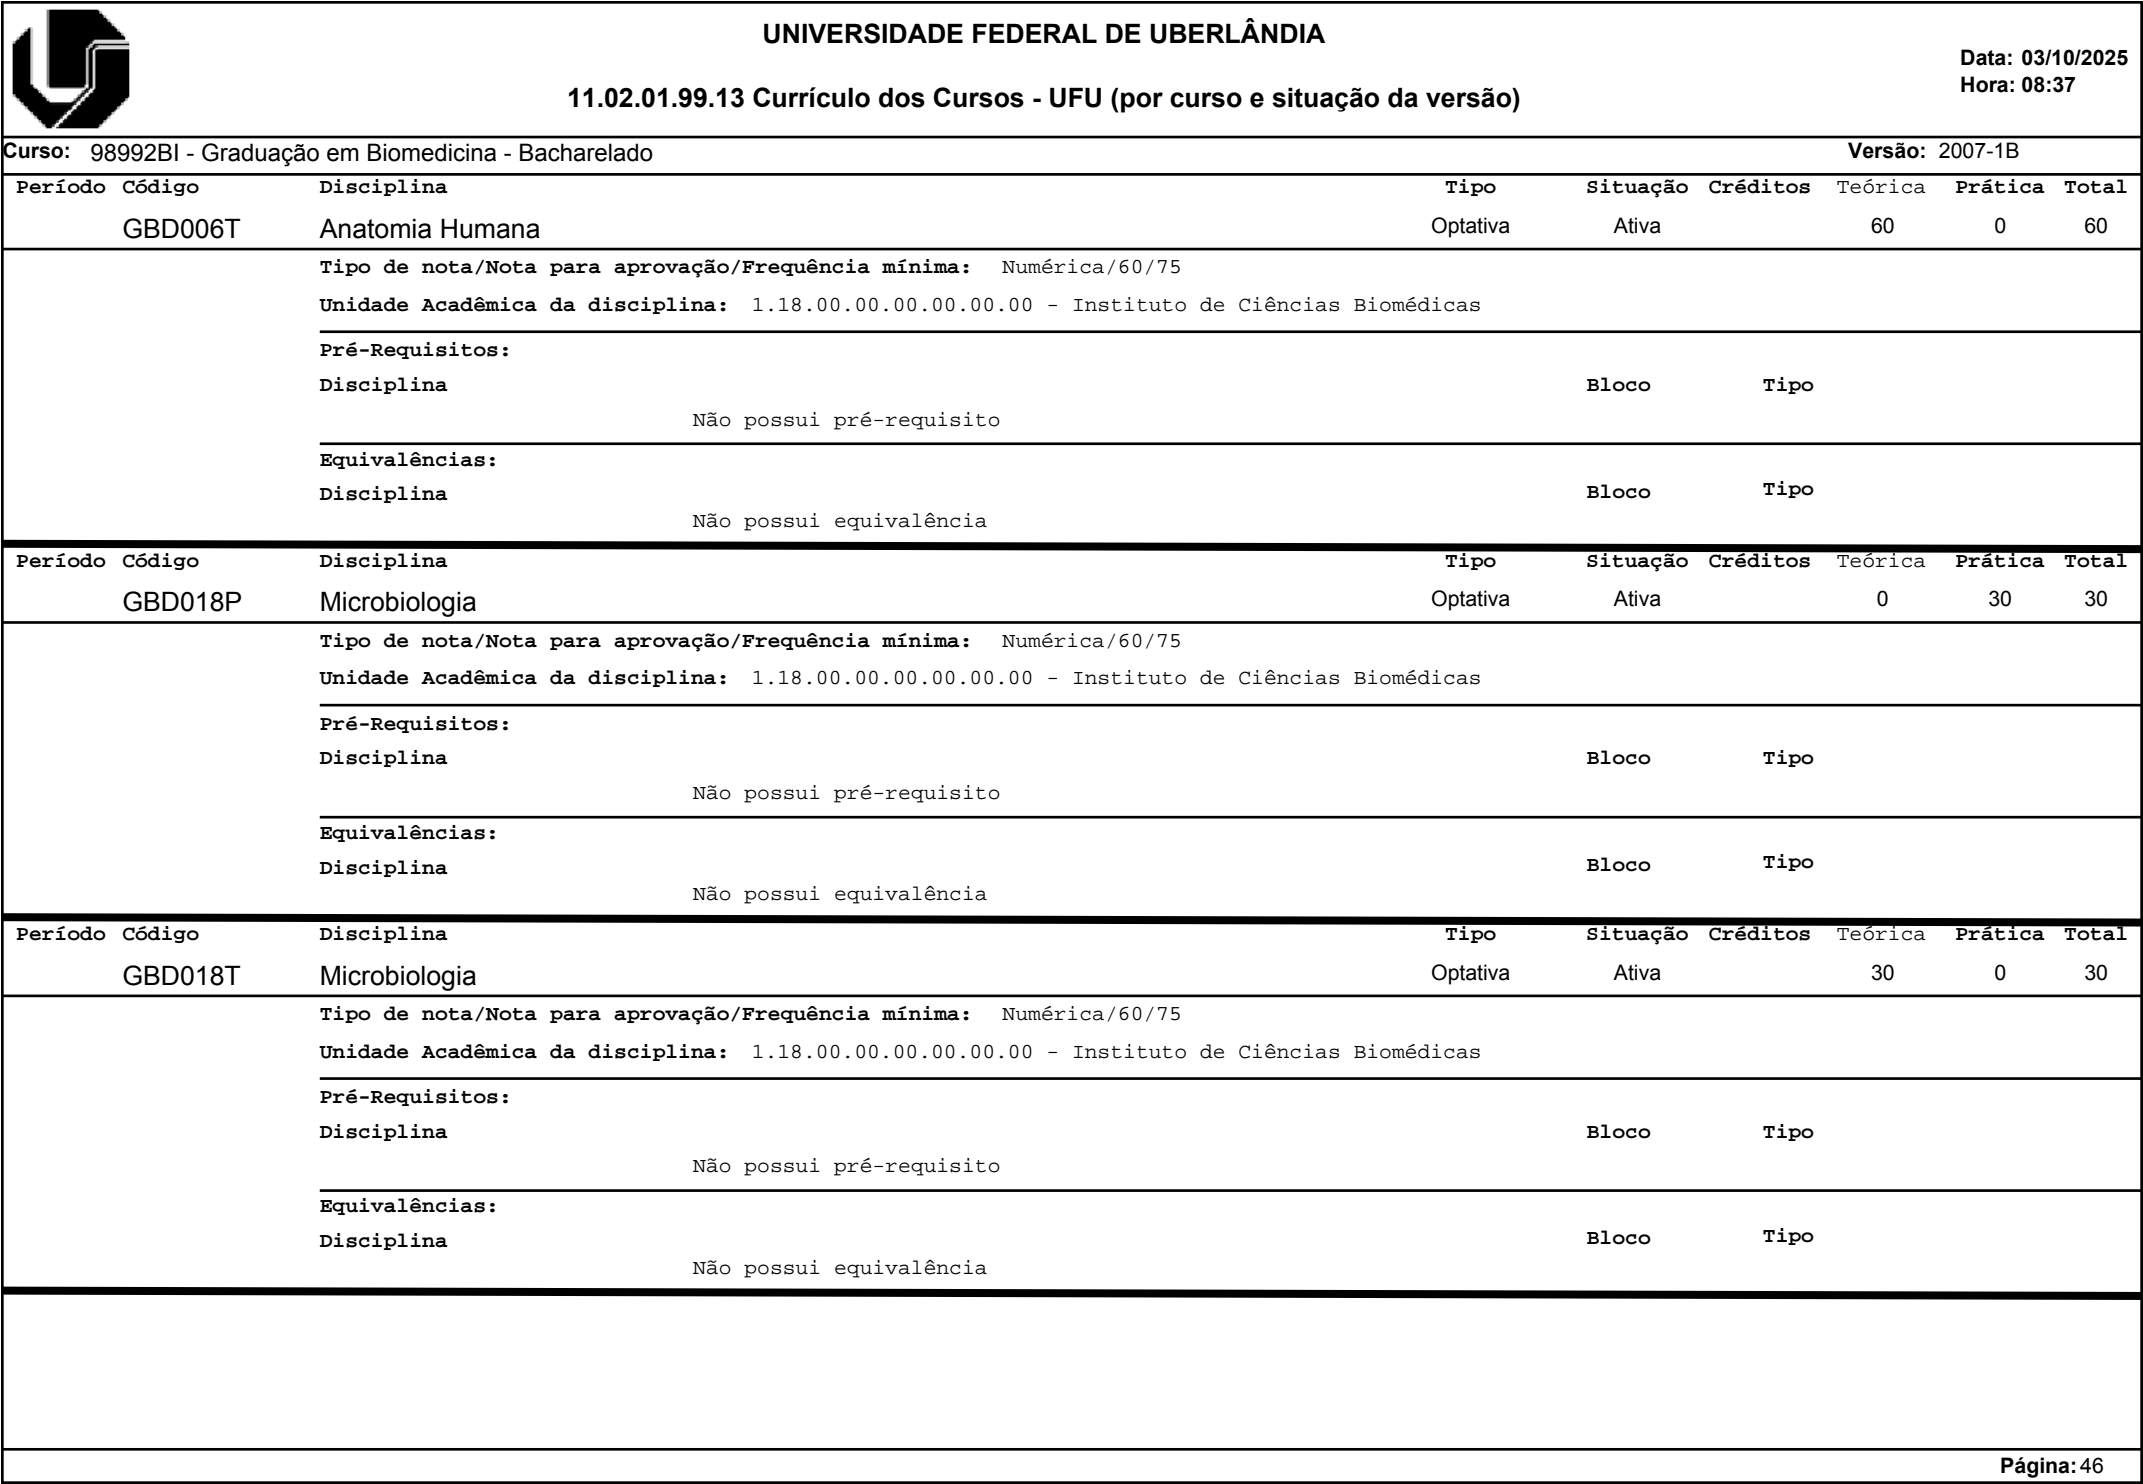 UNIVERSIDADE FEDERAL DE UBERLÂNDIA
Data: 03/10/2025
Hora: 08:37
11.02.01.99.13 Currículo dos Cursos - UFU (por curso e situação da versão)
Curso: 98992BI - Graduação em Biomedicina - Bacharelado Versão: 2007-1B
Período Código Disciplina Tipo Situação Créditos Teórica Prática Total
GBD006T Anatomia Humana Optativa Ativa 60 0 60
Tipo de nota/Nota para aprovação/Frequência mínima: Numérica/60/75
Unidade Acadêmica da disciplina: 1.18.00.00.00.00.00.00 - Instituto de Ciências Biomédicas
Pré-Requisitos:
Disciplina Bloco Tipo
Não possui pré-requisito
Equivalências:
Disciplina Bloco Tipo
Não possui equivalência
Período Código Disciplina Tipo Situação Créditos Teórica Prática Total
GBD018P Microbiologia Optativa Ativa 0 30 30
Tipo de nota/Nota para aprovação/Frequência mínima: Numérica/60/75
Unidade Acadêmica da disciplina: 1.18.00.00.00.00.00.00 - Instituto de Ciências Biomédicas
Pré-Requisitos:
Disciplina Bloco Tipo
Não possui pré-requisito
Equivalências:
Disciplina Bloco Tipo
Não possui equivalência
Período Código Disciplina Tipo Situação Créditos Teórica Prática Total
GBD018T Microbiologia Optativa Ativa 30 0 30
Tipo de nota/Nota para aprovação/Frequência mínima: Numérica/60/75
Unidade Acadêmica da disciplina: 1.18.00.00.00.00.00.00 - Instituto de Ciências Biomédicas
Pré-Requisitos:
Disciplina Bloco Tipo
Não possui pré-requisito
Equivalências:
Disciplina Bloco Tipo
Não possui equivalência
Página: 46